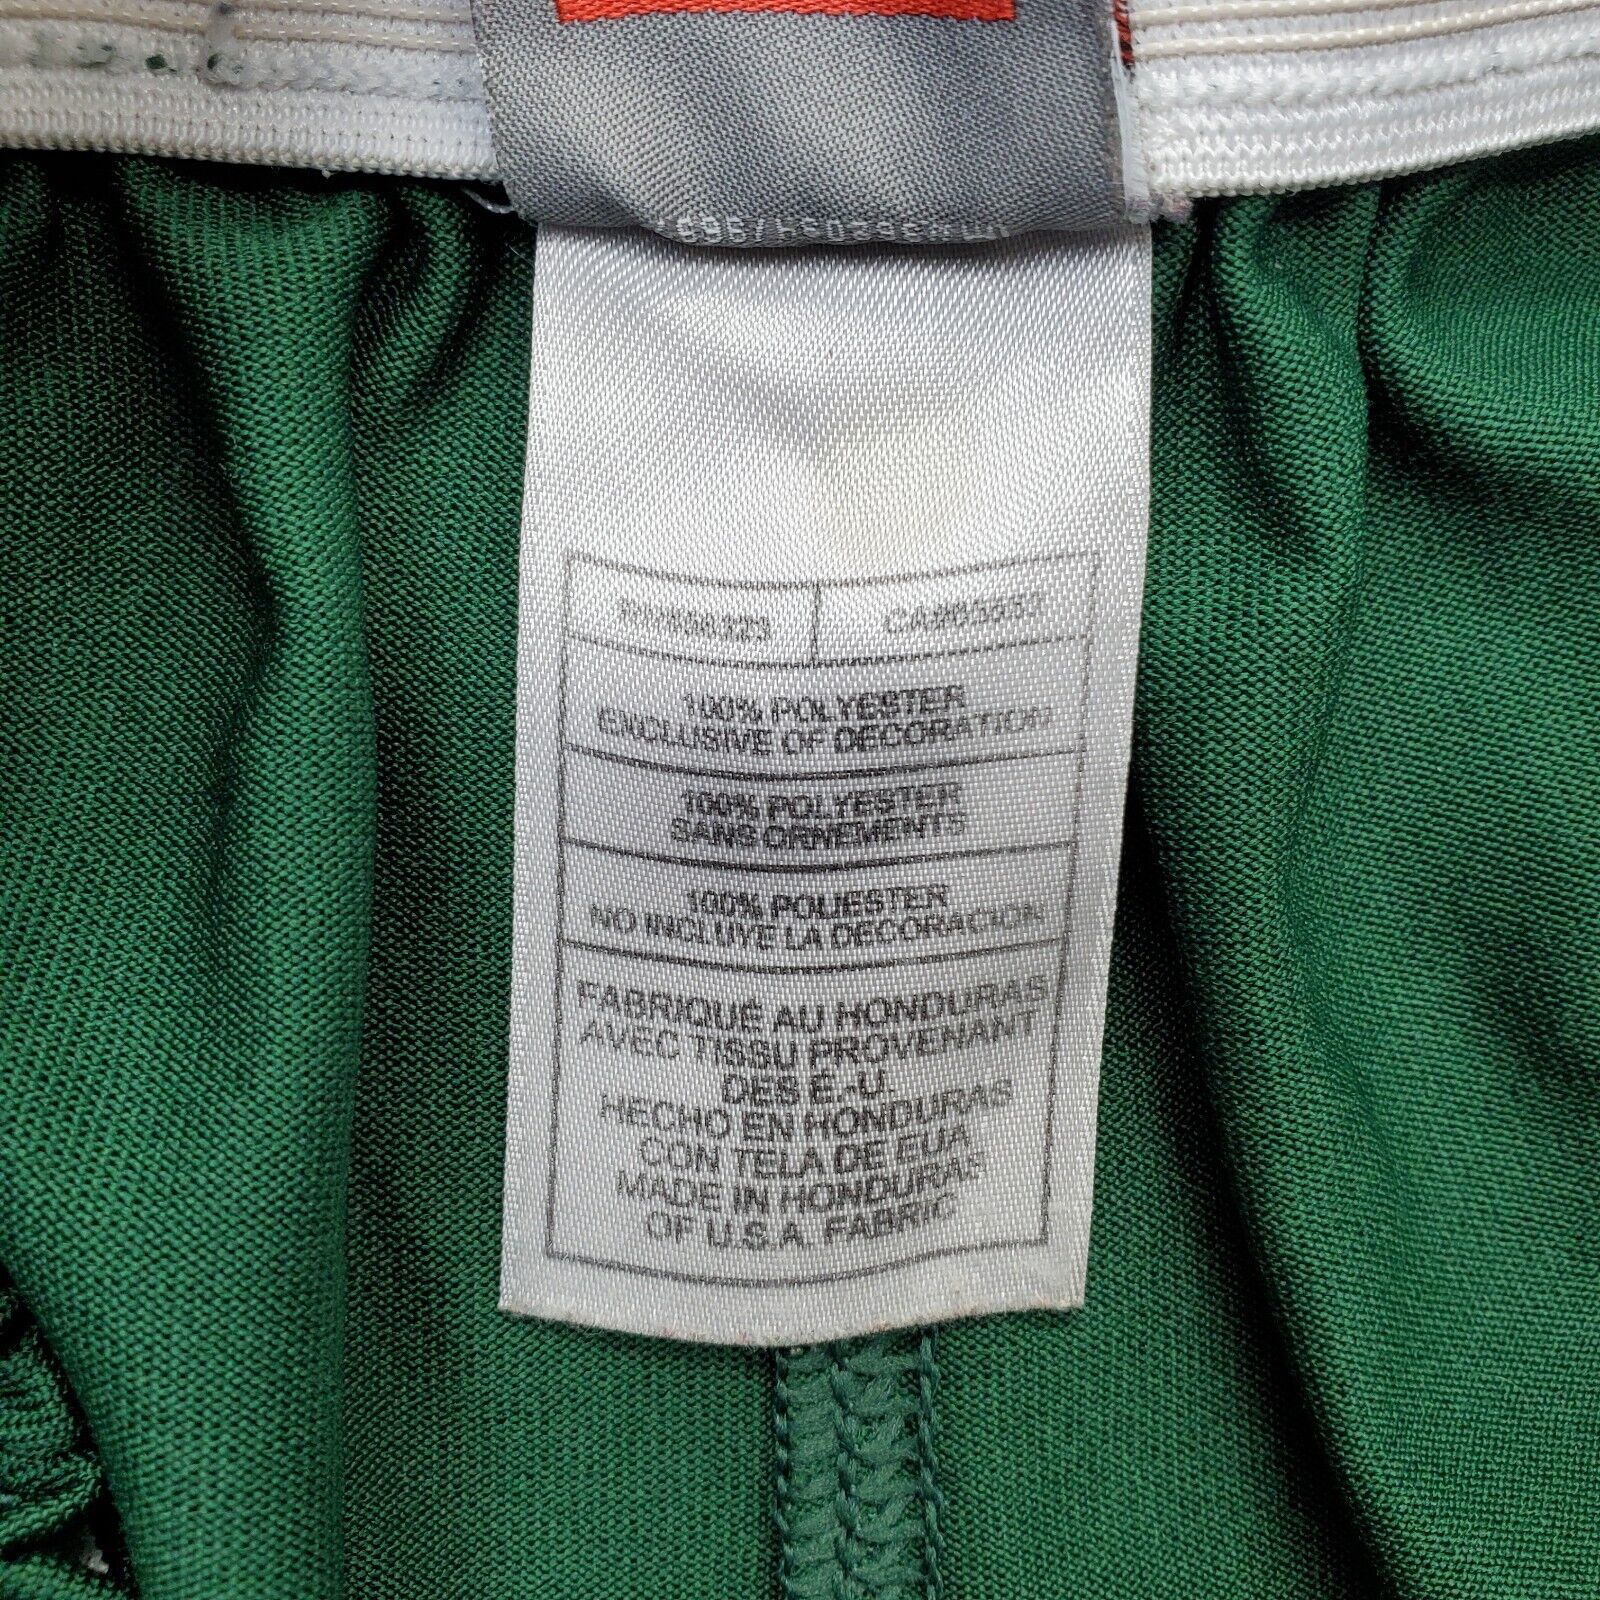 100% POLYESTER
EXCLUSIVE OF DECORATION
100% POLYESTER
SANS ORNEMENTS
100% POLIESTER
NO INCLUYE LA DECORACION
FABRIQUÉ AU HONDURAS
AVEC TISSU PROVENANT
DES É.-U.
HECHO EN HONDURAS
CON TELA DE EUA
MADE IN HONDURAS
OF U.S.A. FABRIC